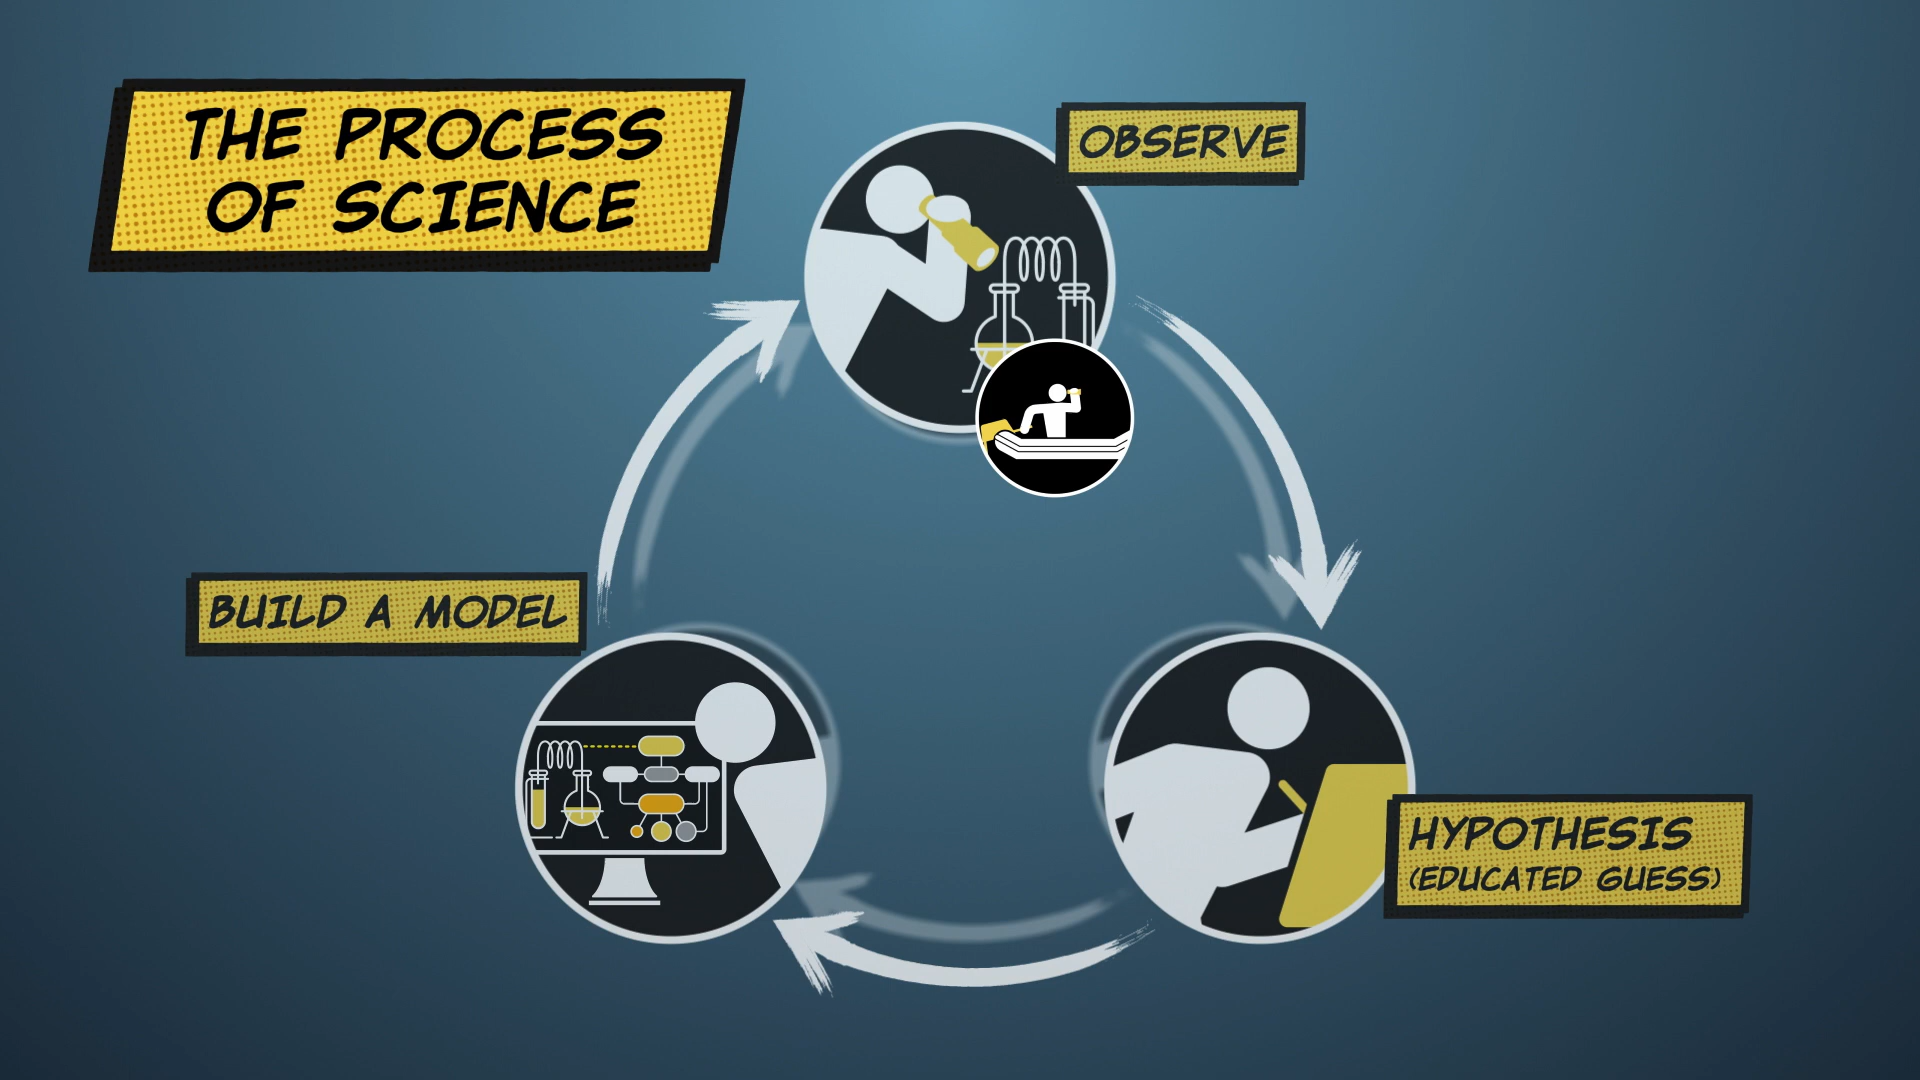 THE PROCESS
OF SCIENCE
OBSERVE
BUILD A MODEL
HYPOTHESIS
(EDUCATED GUESS)